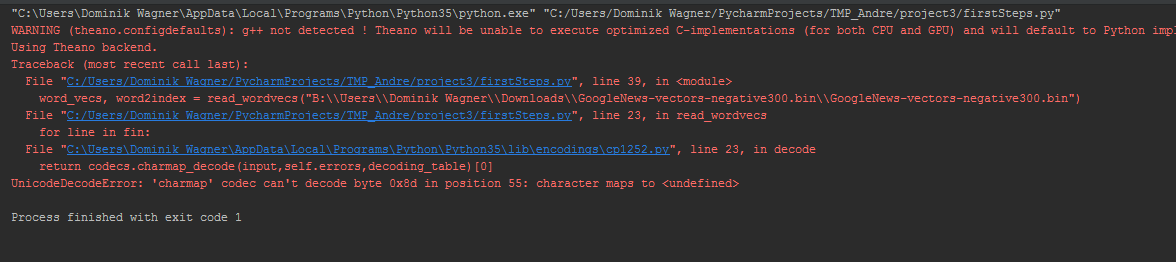 "C:\Users\Dominik Wagner\AppData\Local\Programs\Python\Python35\python.exe" "C:/Users/Dominik Wagner/PycharmProjects/TMP_Andre/project3/firstSteps.py"
WARNING (theano.configdefaults): g++ not detected ! Theano will be unable to execute optimized C-implementations (for both CPU and GPU) and will default to Python impl
Using Theano backend.
Traceback (most recent call last):
File "C:/Users/Dominik Wagner/PycharmProjects/TMP_Andre/project3/firstSteps.py", line 39, in <module>
word_vecs, word2index = read_wordvecs("B:\\Users\\Dominik Wagner\\Downloads\\GoogleNews-vectors-negative300.bin\\GoogleNews-vectors-negative300.bin")
File "C:/Users/Dominik Wagner/PycharmProjects/TMP_Andre/project3/firstSteps.py", line 23, in read_wordvecs
for line in fin:
File "C:\Users\Dominik Wagner\AppData\Local\Programs\Python\Python35\lib\encodings\cp1252.py", line 23, in decode
return codecs.charmap_decode(input,self.errors,decoding_table)[0]
UnicodeDecodeError: 'charmap' codec can't decode byte 0x8d in position 55: character maps to <undefined>
Process finished with exit code 1